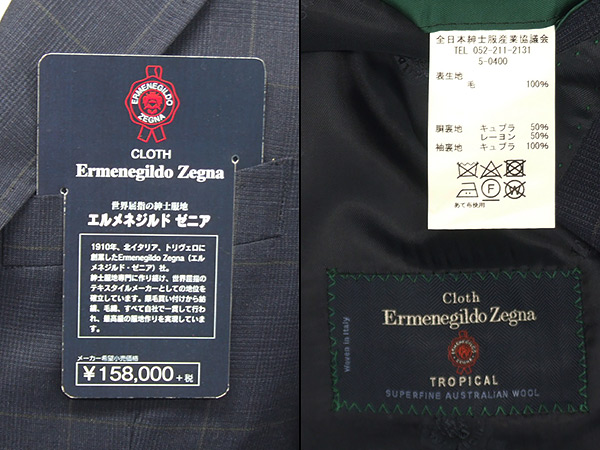 ERMENEGILDO
ZEGNA
CLOTH
Ermenegildo Zegna
世界屈指の紳士服地
エルメネジルド ゼニア
1910年、北イタリア、トリヴェロに
創業したErmenegildo Zegna（エル
メネジルド・ゼニア）社。
紳士服地専門に作り続け、世界屈指の
テキスタイルメーカーとしての地位を
確立しています。原毛買い付けから紡
績、毛織、すべて自社で一貫して行わ
れ、最高級の服地作りを実現していま
す。
メーカー希望小売価格
¥158,000+税
全日本紳士服産業協議会
TEL 052-211-2131
5-0400
表生地
毛 100%
胴裏地 キュプラ 50%
レーヨン 50%
袖裏地 キュプラ 100%
あて布使用
Weave in Italy
Cloth
Ermenegildo Zegna
TROPICAL
SUPERFINE AUSTRALIAN WOOL